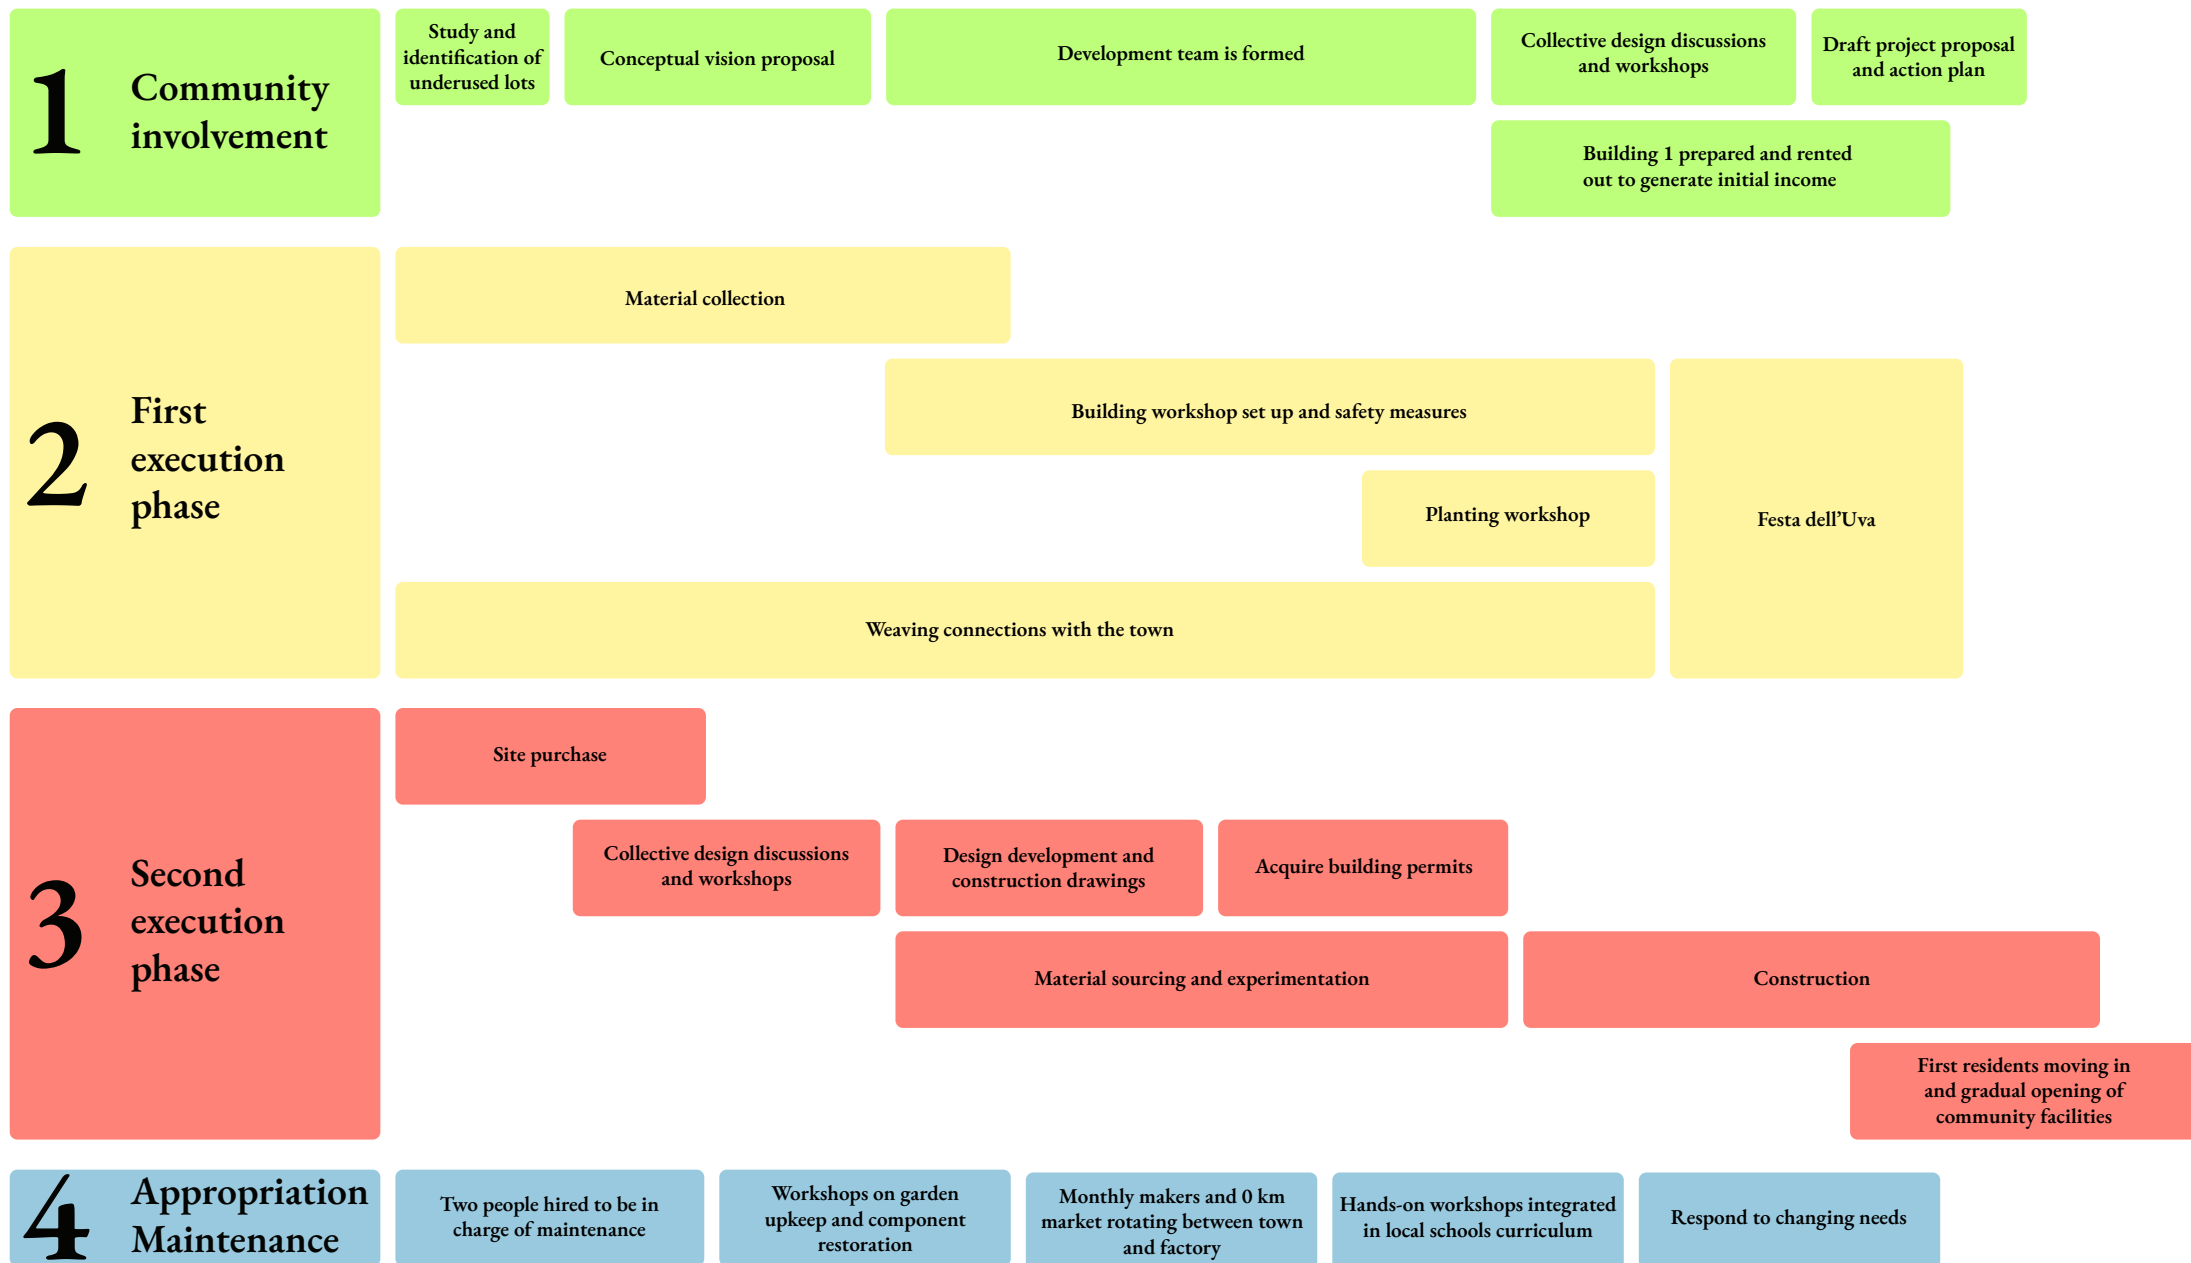 1
Community
involvement
Study and
identification of
underused lots
Conceptual vision proposal
Development team is formed
Collective design discussions
and workshops
Draft project proposal
and action plan
Building 1 prepared and rented
out to generate initial income
2
First
execution
phase
Material collection
Building workshop set up and safety measures
Planting workshop
Festa dell’Uva
Weaving connections with the town
3
Second
execution
phase
Site purchase
Collective design discussions
and workshops
Design development and
construction drawings
Acquire building permits
Material sourcing and experimentation
Construction
First residents moving in
and gradual opening of
community facilities
4
Appropriation
Maintenance
Two people hired to be in
charge of maintenance
Workshops on garden
upkeep and component
restoration
Monthly makers and 0 km
market rotating between town
and factory
Hands-on workshops integrated
in local schools curriculum
Respond to changing needs